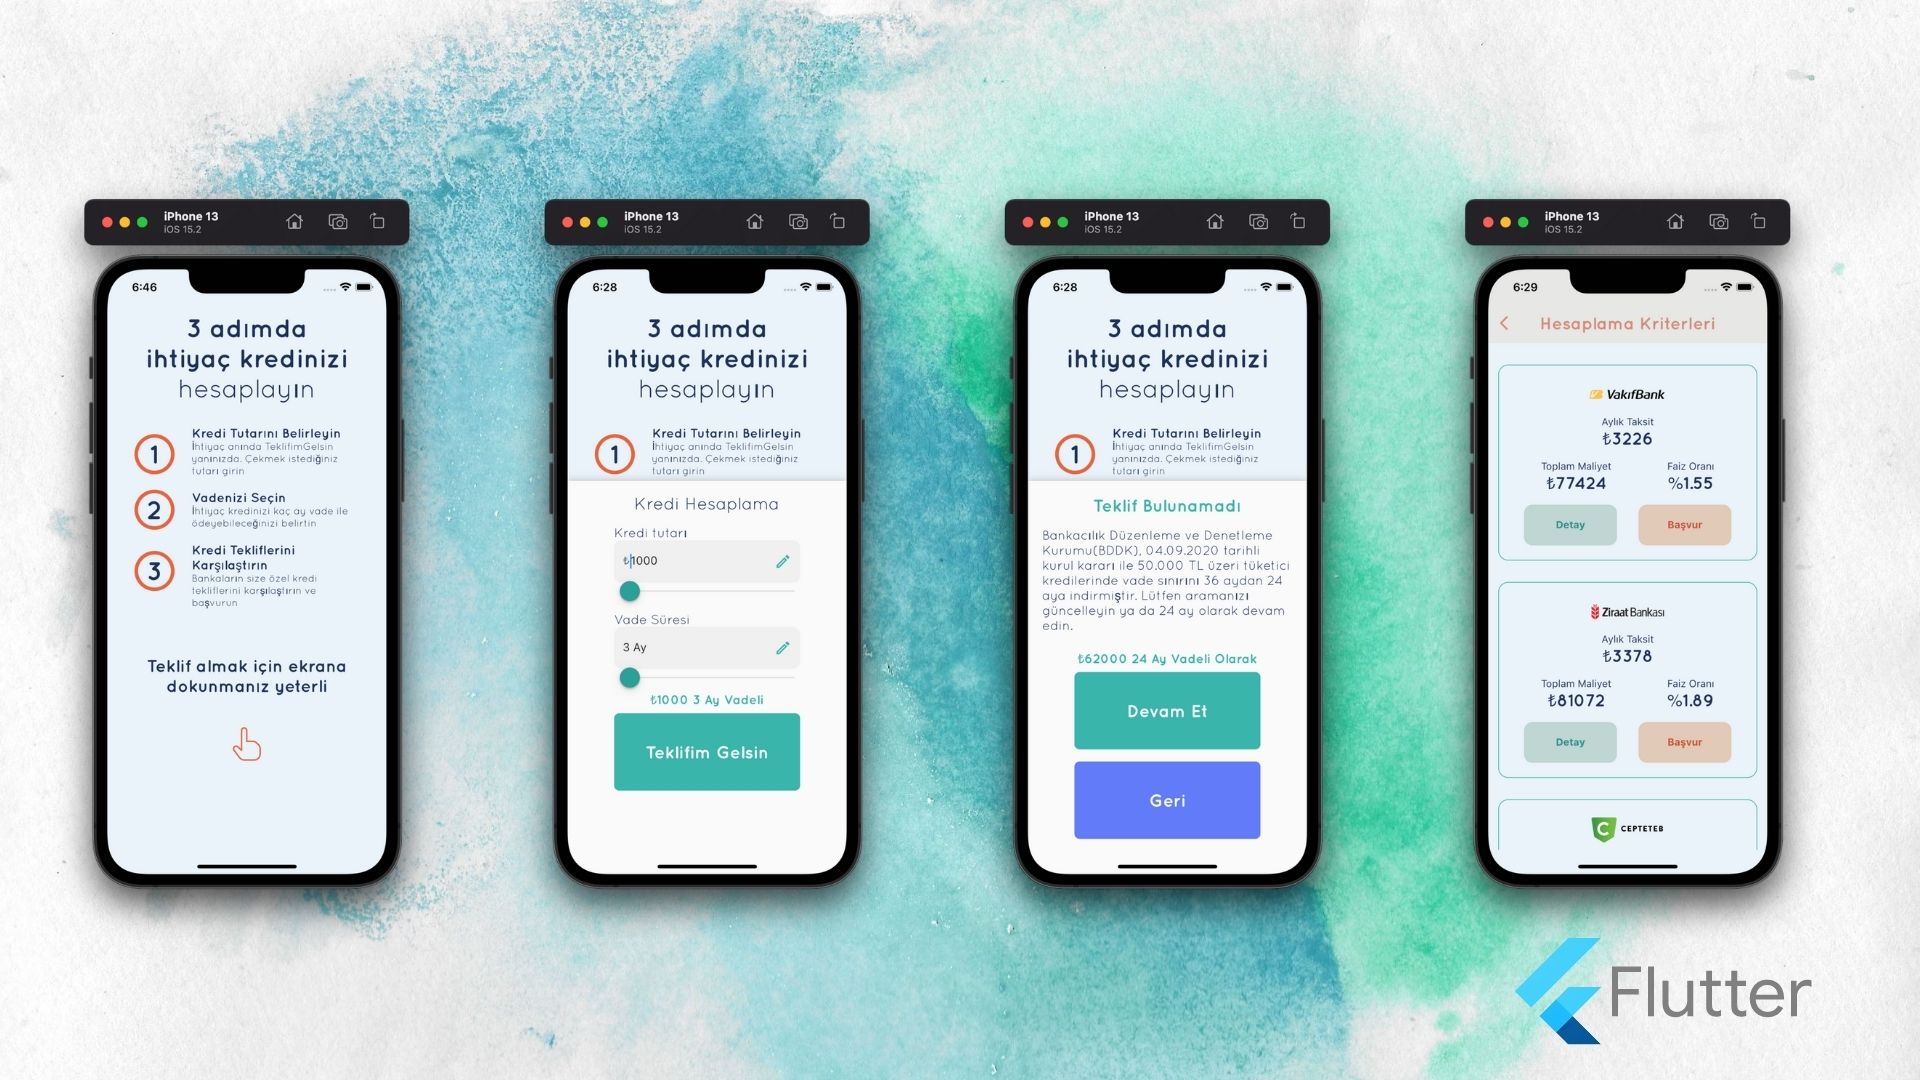 iPhone 13
iOS 15.2
6:46
3 adımda
ihtiyaç kredinizi
hesaplayın
1
Kredi Tutarını Belirleyin
İhtiyaç anında TeklifimGelsin
yanınızda. Çekmek istediğiniz
tutarı girin
2
Vadenizi Seçin
İhtiyaç kredinizi kaç ay vade ile
ödeyebileceğinizi belirtin
3
Kredi Tekliflerini
Karşılaştırın
Bankaların size özel kredi
tekliflerini karşılaştırın ve
başvurun
Teklif almak için ekrana
dokunmanız yeterli
iPhone 13
iOS 15.2
6:28
3 adımda
ihtiyaç kredinizi
hesaplayın
1
Kredi Tutarını Belirleyin
İhtiyaç anında TeklifimGelsin
yanınızda. Çekmek istediğiniz
tutarı girin
Kredi Hesaplama
Kredi tutarı
₺1000
Vade Süresi
3 Ay
₺1000 3 Ay Vadeli
Teklifim Gelsin
iPhone 13
iOS 15.2
6:28
3 adımda
ihtiyaç kredinizi
hesaplayın
1
Kredi Tutarını Belirleyin
İhtiyaç anında TeklifimGelsin
yanınızda. Çekmek istediğiniz
tutarı girin
Teklif Bulunamadı
Bankacılık Düzenleme ve Denetleme
Kurumu(BDDK), 04.09.2020 tarihli
kurul kararı ile 50.000 TL üzeri tüketici
kredilerinde vade sınırını 36 aydan 24
aya indirmiştir. Lütfen aramanızı
güncelleyin ya da 24 ay olarak devam
edin.
₺62000 24 Ay Vadeli Olarak
Devam Et
Geri
iPhone 13
iOS 15.2
6:29
Hesaplama Kriterleri
VakıfBank
Aylık Taksit
₺3226
Toplam Maliyet Faiz Oranı
₺77424 %1.55
Detay Başvur
Ziraat Bankası
Aylık Taksit
₺3378
Toplam Maliyet Faiz Oranı
₺81072 %1.89
Detay Başvur
C CEPTETEB
Flutter